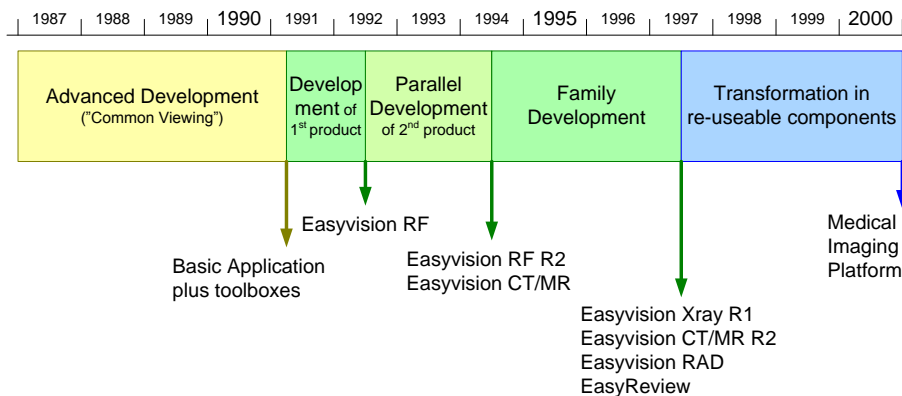 1987 1988 1989 1990 1991 1992 1993 1994 1995 1996 1997 1998 1999 2000
Advanced Development
("Common Viewing")
Develop
ment of
1st product
Parallel
Development
of 2nd product
Family
Development
Transformation in
re-useable components
Basic Application
plus toolboxes
Easyvision RF
Easyvision RF R2
Easyvision CT/MR
Easyvision Xray R1
Easyvision CT/MR R2
Easyvision RAD
EasyReview
Medical
Imaging
Platform